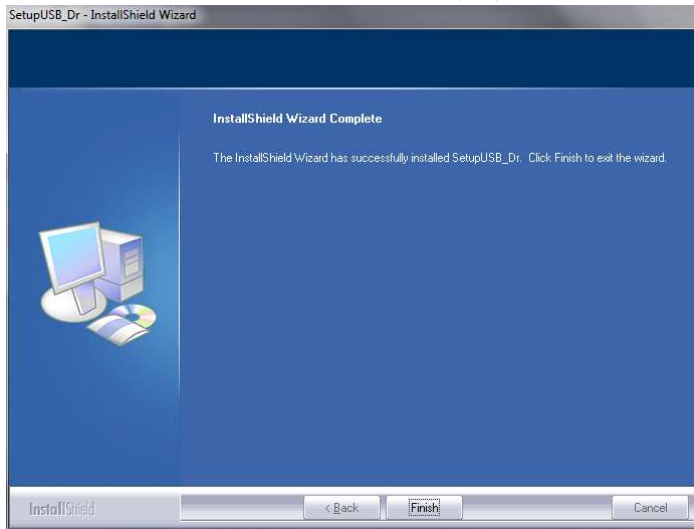 SetupUSB_Dr - InstallShield Wizard
InstallShield Wizard Complete
The InstallShield Wizard has successfully installed SetupUSB_Dr. Click Finish to exit the wizard.
InstallShield
< Back
Finish
Cancel